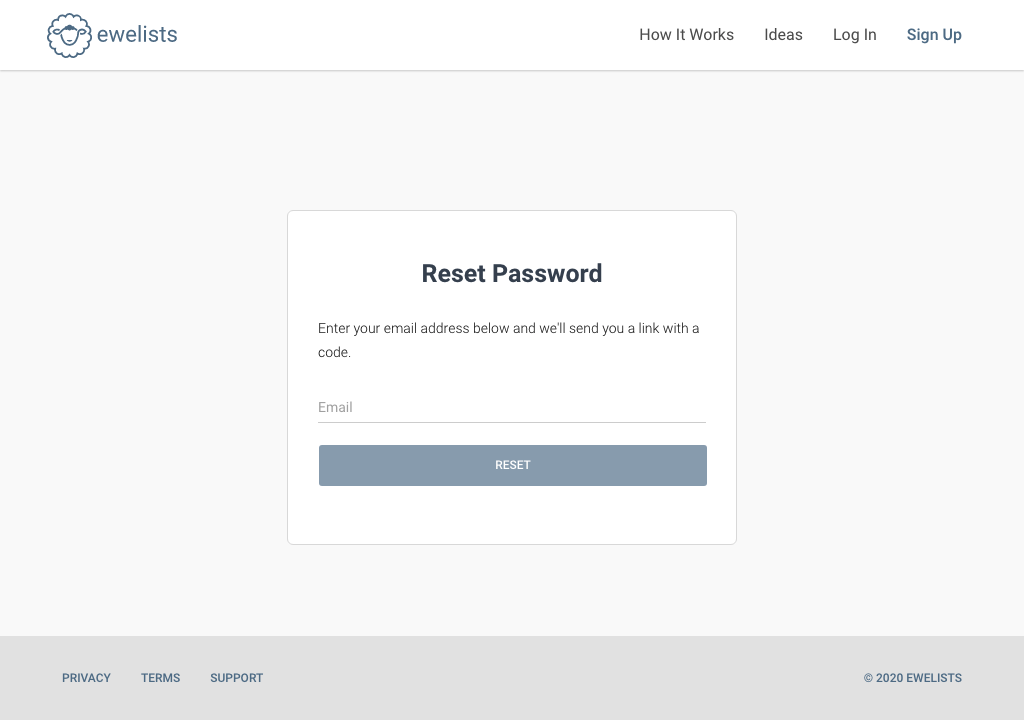 ewelists
How It Works
Ideas
Log In
Sign Up
Reset Password
Enter your email address below and we'll send you a link with a
code.
Email
RESET
PRIVACY
TERMS
SUPPORT
© 2020 EWELISTS